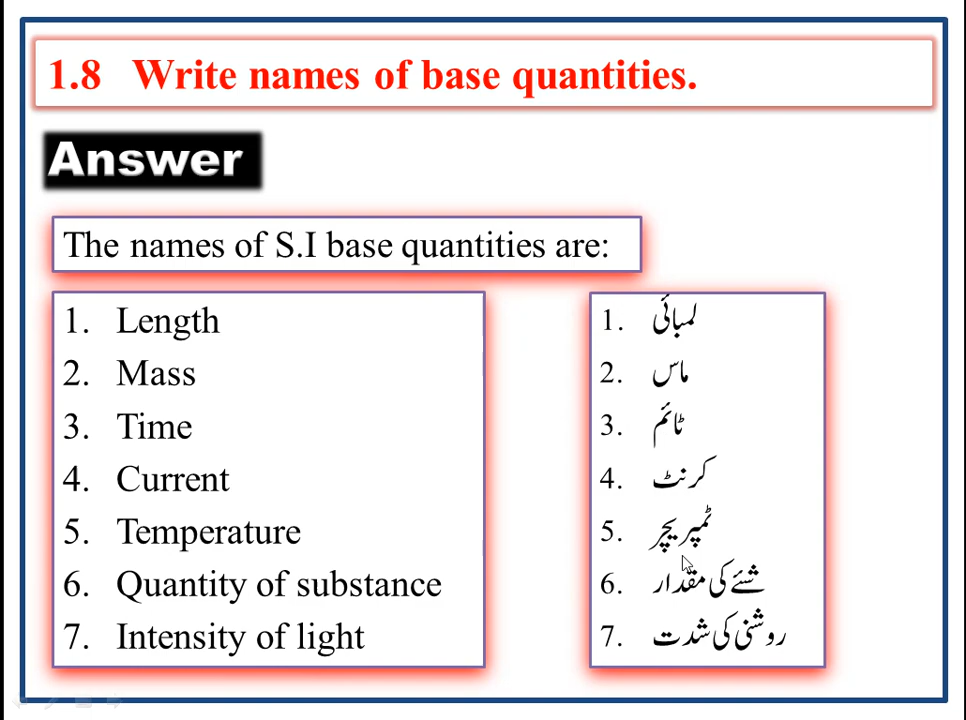 1.8 Write names of base quantities.
Answer
The names of S.I base quantities are:
1. Length
2. Mass
3. Time
4. Current
5. Temperature
6. Quantity of substance
7. Intensity of light
1. لمبائی
2. ماس
3. ٹائم
4. کرنٹ
5. ٹمپریچر
6. شئے کی مقدار
7. روشنی کی شدت